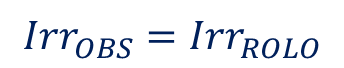 Irr_OBS = Irr_ROLO